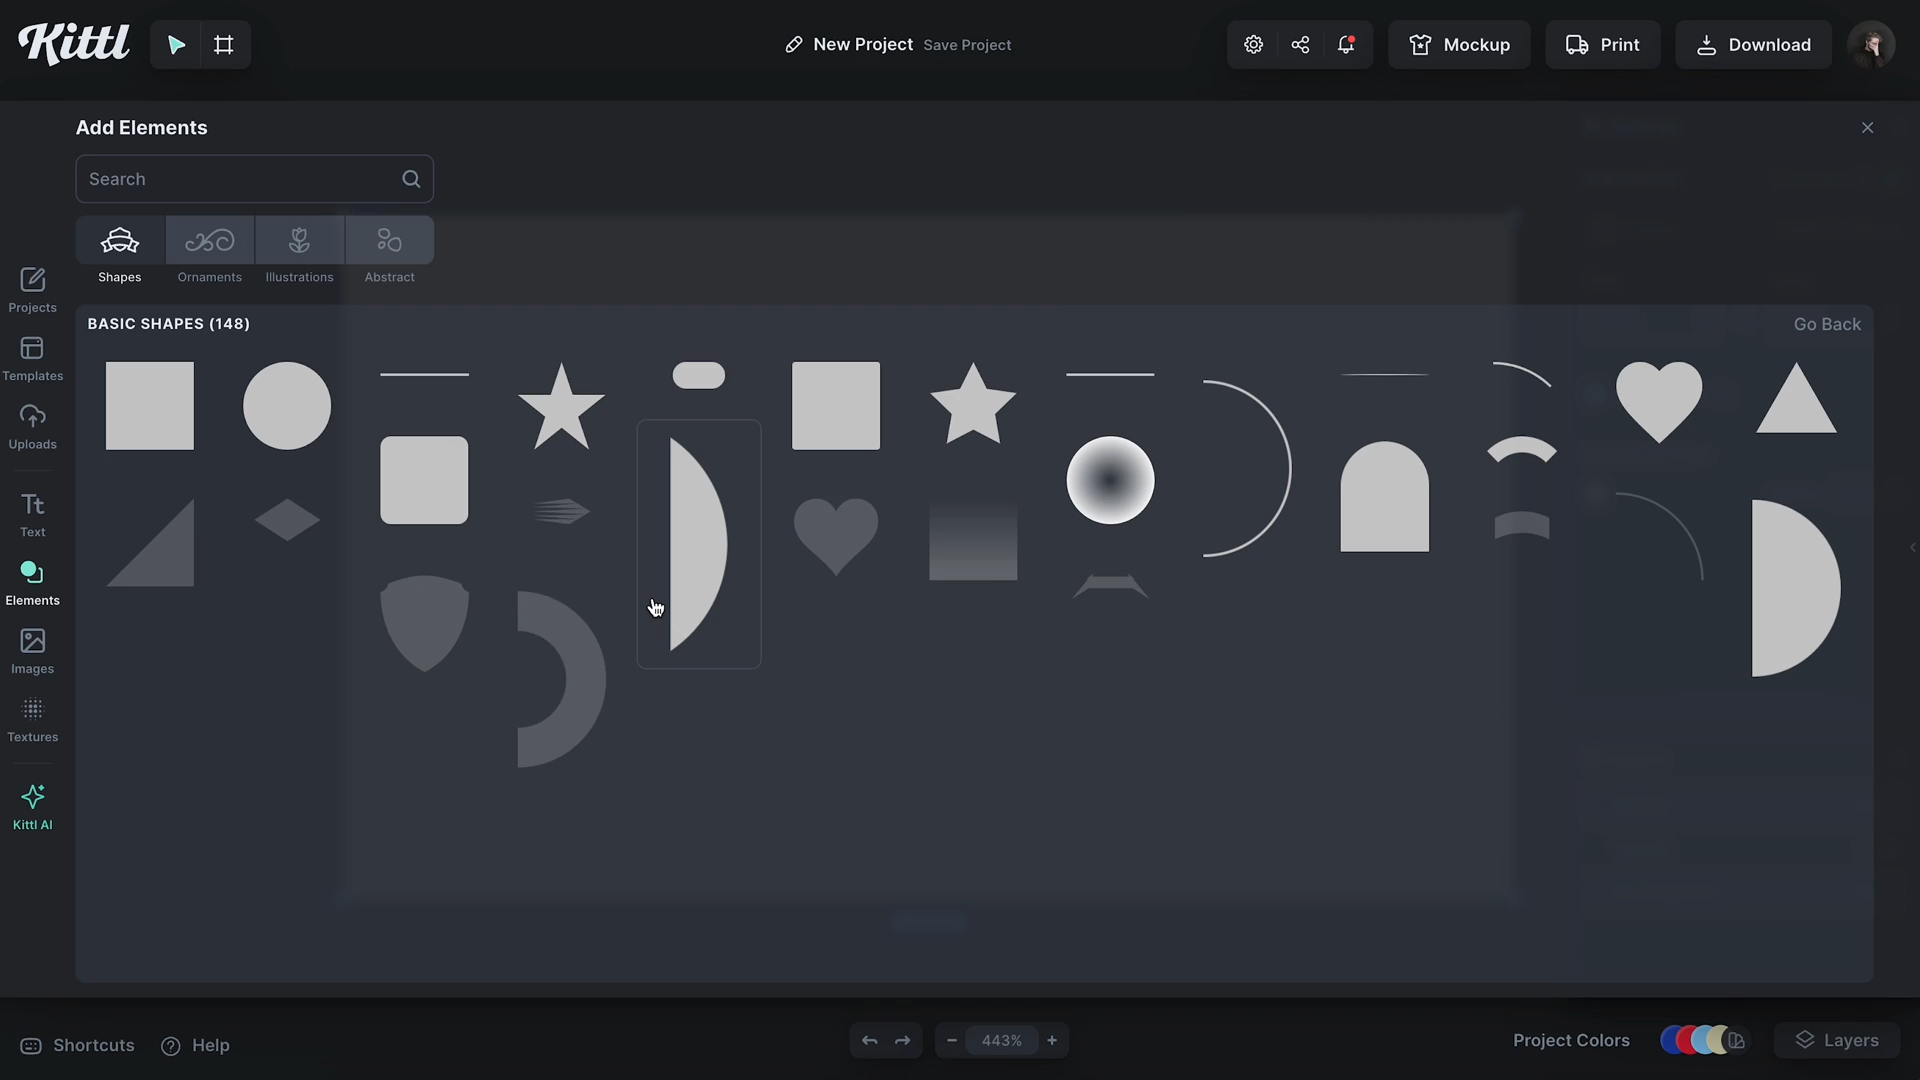 Kittl
New Project Save Project
Mockup
Print
Download
Add Elements
Search
Shapes
Ornaments
Illustrations
Abstract
BASIC SHAPES (148)
Go Back
Projects
Templates
Uploads
Tt
Text
Elements
Images
Textures
Kittl AI
Shortcuts
Help
443%
Project Colors
Layers